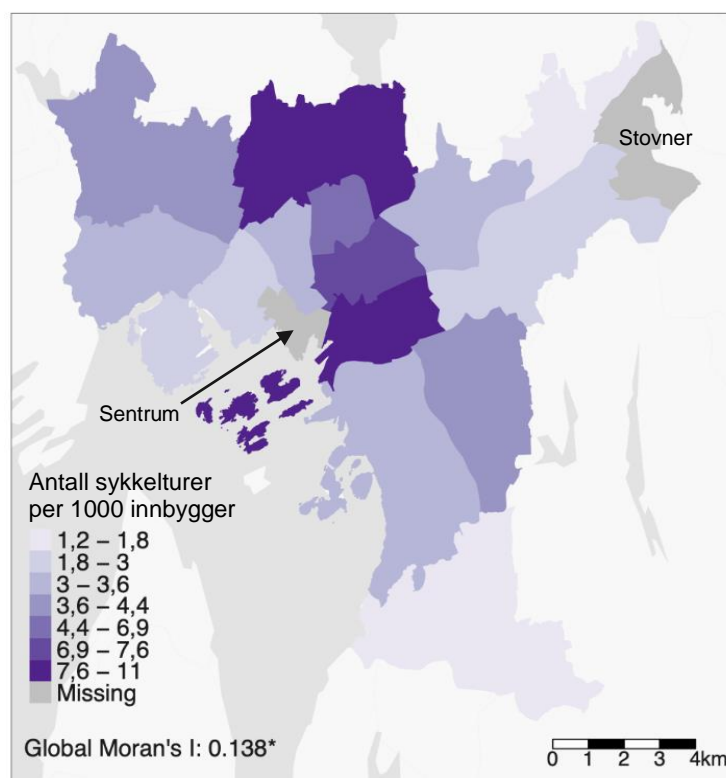 Stovner
Sentrum
Antall sykkelturer
per 1000 innbygger
1,2 – 1,8
1,8 – 3
3 – 3,6
3,6 – 4,4
4,4 – 6,9
6,9 – 7,6
7,6 – 11
Missing
Global Moran's I: 0.138*
0 1 2 3 4km